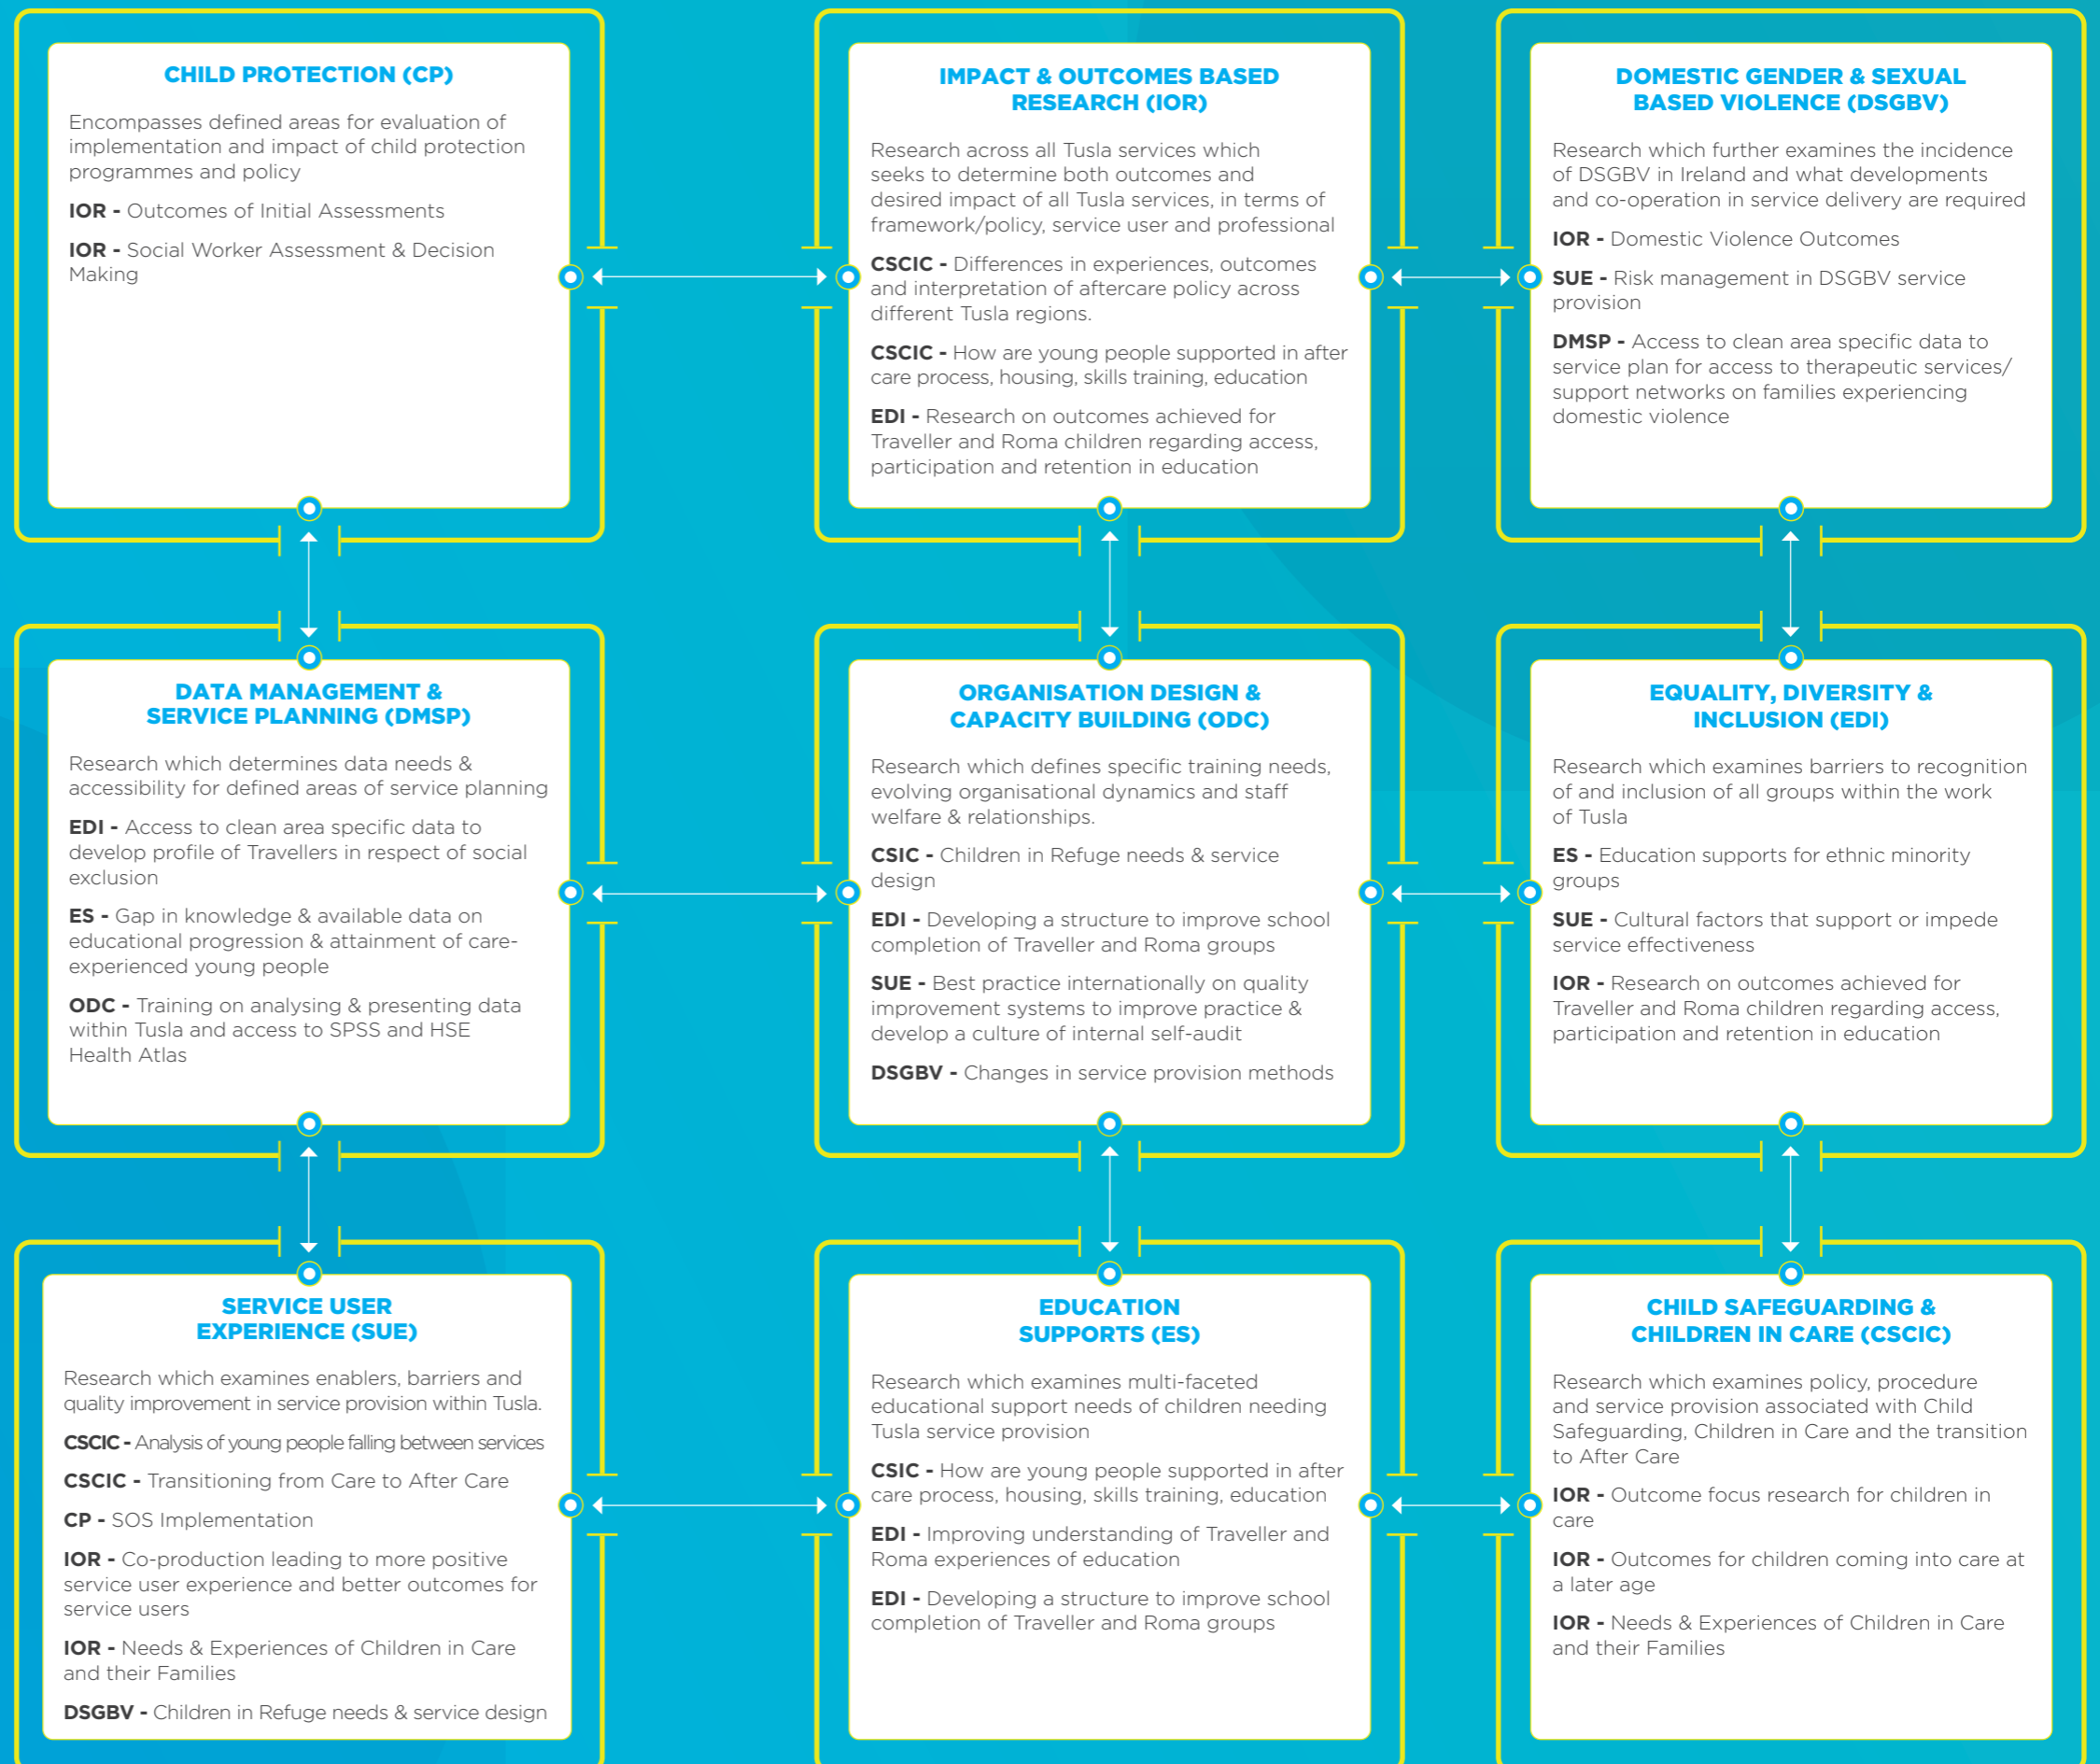 CHILD PROTECTION (CP)
Encompasses defined areas for evaluation of
implementation and impact of child protection
programmes and policy
IOR - Outcomes of Initial Assessments
IOR - Social Worker Assessment & Decision
Making
IMPACT & OUTCOMES BASED
RESEARCH (IOR)
Research across all Tusla services which
seeks to determine both outcomes and
desired impact of all Tusla services, in terms of
framework/policy, service user and professional
CSCIC - Differences in experiences, outcomes
and interpretation of aftercare policy across
different Tusla regions.
CSCIC - How are young people supported in after
care process, housing, skills training, education
EDI - Research on outcomes achieved for
Traveller and Roma children regarding access,
participation and retention in education
DOMESTIC GENDER & SEXUAL
BASED VIOLENCE (DSGBV)
Research which further examines the incidence
of DSGBV in Ireland and what developments
and co-operation in service delivery are required
IOR - Domestic Violence Outcomes
SUE - Risk management in DSGBV service
provision
DMSP - Access to clean area specific data to
service plan for access to therapeutic services/
support networks on families experiencing
domestic violence
DATA MANAGEMENT &
SERVICE PLANNING (DMSP)
Research which determines data needs &
accessibility for defined areas of service planning
EDI - Access to clean area specific data to
develop profile of Travellers in respect of social
exclusion
ES - Gap in knowledge & available data on
educational progression & attainment of care-
experienced young people
ODC - Training on analysing & presenting data
within Tusla and access to SPSS and HSE
Health Atlas
ORGANISATION DESIGN &
CAPACITY BUILDING (ODC)
Research which defines specific training needs,
evolving organisational dynamics and staff
welfare & relationships.
CSIC - Children in Refuge needs & service
design
EDI - Developing a structure to improve school
completion of Traveller and Roma groups
SUE - Best practice internationally on quality
improvement systems to improve practice &
develop a culture of internal self-audit
DSGBV - Changes in service provision methods
EQUALITY, DIVERSITY &
INCLUSION (EDI)
Research which examines barriers to recognition
of and inclusion of all groups within the work
of Tusla
ES - Education supports for ethnic minority
groups
SUE - Cultural factors that support or impede
service effectiveness
IOR - Research on outcomes achieved for
Traveller and Roma children regarding access,
participation and retention in education
SERVICE USER
EXPERIENCE (SUE)
Research which examines enablers, barriers and
quality improvement in service provision within Tusla.
CSCIC - Analysis of young people falling between services
CSCIC - Transitioning from Care to After Care
CP - SOS Implementation
IOR - Co-production leading to more positive
service user experience and better outcomes for
service users
IOR - Needs & Experiences of Children in Care
and their Families
DSGBV - Children in Refuge needs & service design
EDUCATION
SUPPORTS (ES)
Research which examines multi-faceted
educational support needs of children needing
Tusla service provision
CSIC - How are young people supported in after
care process, housing, skills training, education
EDI - Improving understanding of Traveller and
Roma experiences of education
EDI - Developing a structure to improve school
completion of Traveller and Roma groups
CHILD SAFEGUARDING &
CHILDREN IN CARE (CSCIC)
Research which examines policy, procedure
and service provision associated with Child
Safeguarding, Children in Care and the transition
to After Care
IOR - Outcome focus research for children in
care
IOR - Outcomes for children coming into care at
a later age
IOR - Needs & Experiences of Children in Care
and their Families